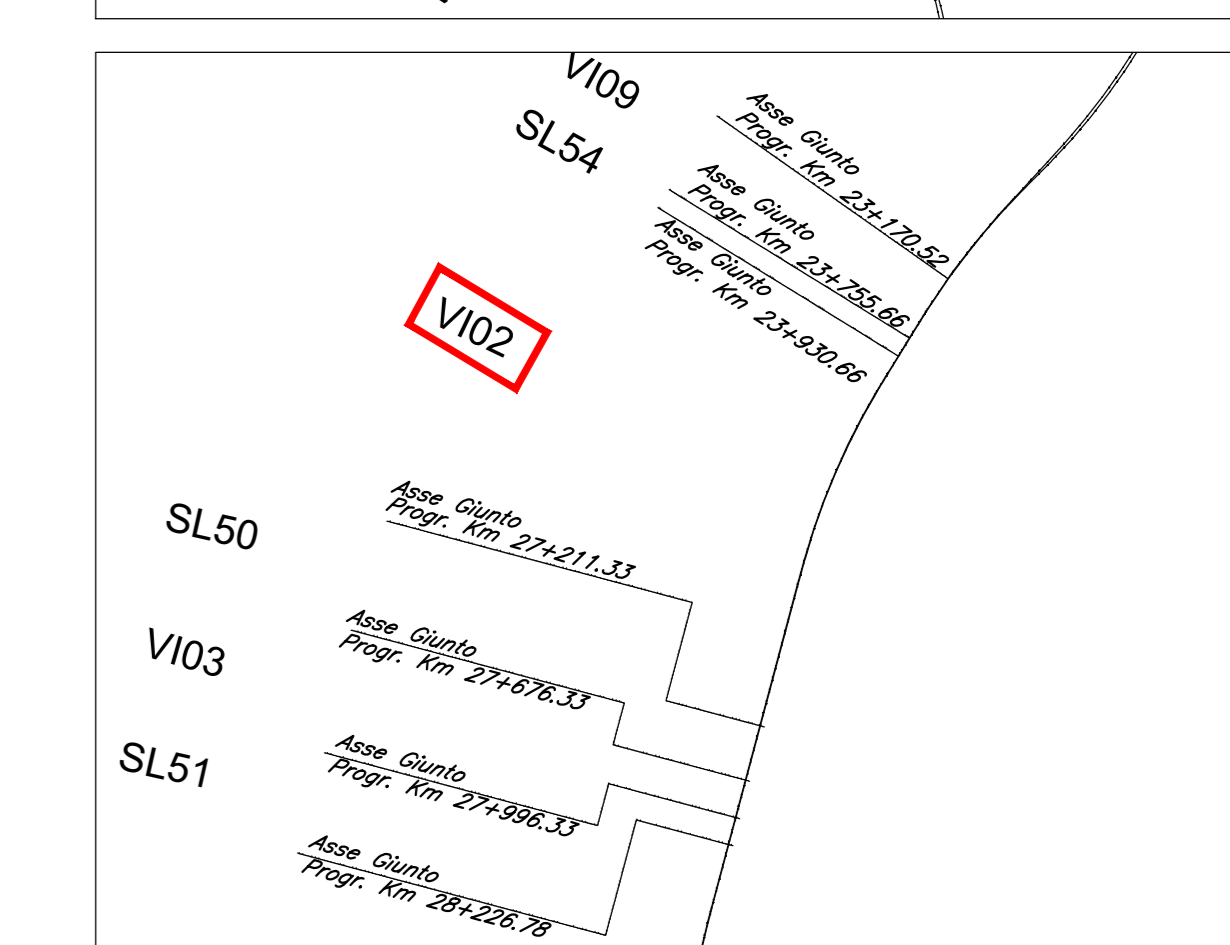 VI09
Asse Giunto
Progr. Km 23+170.52
SL54
Asse Giunto
Progr. Km 23+755.66
Asse Giunto
Progr. Km 23+930.66
VI02
Asse Giunto
Progr. Km 27+211.33
SL50
Asse Giunto
Progr. Km 27+676.33
VI03
Asse Giunto
Progr. Km 27+996.33
SL51
Asse Giunto
Progr. Km 28+226.78